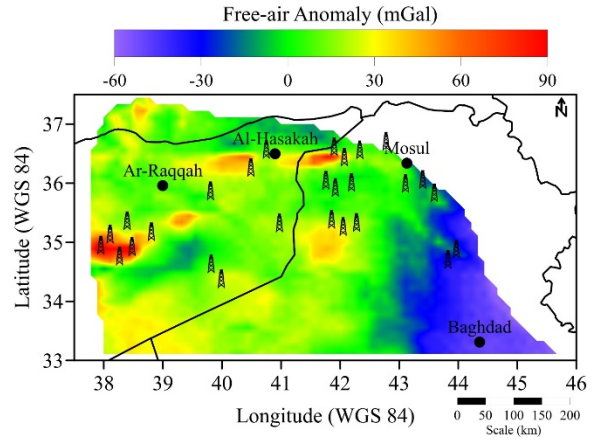 Free-air Anomaly (mGal)
-60 -30 0 30 60 90
N
37
36
35
34
33
Latitude (WGS 84)
Al-Hasakah
Mosul
Ar-Raqqah
Baghdad
38 39 40 41 42 43 44 45 46
Longitude (WGS 84)
0 50 100 150 200
Scale (km)